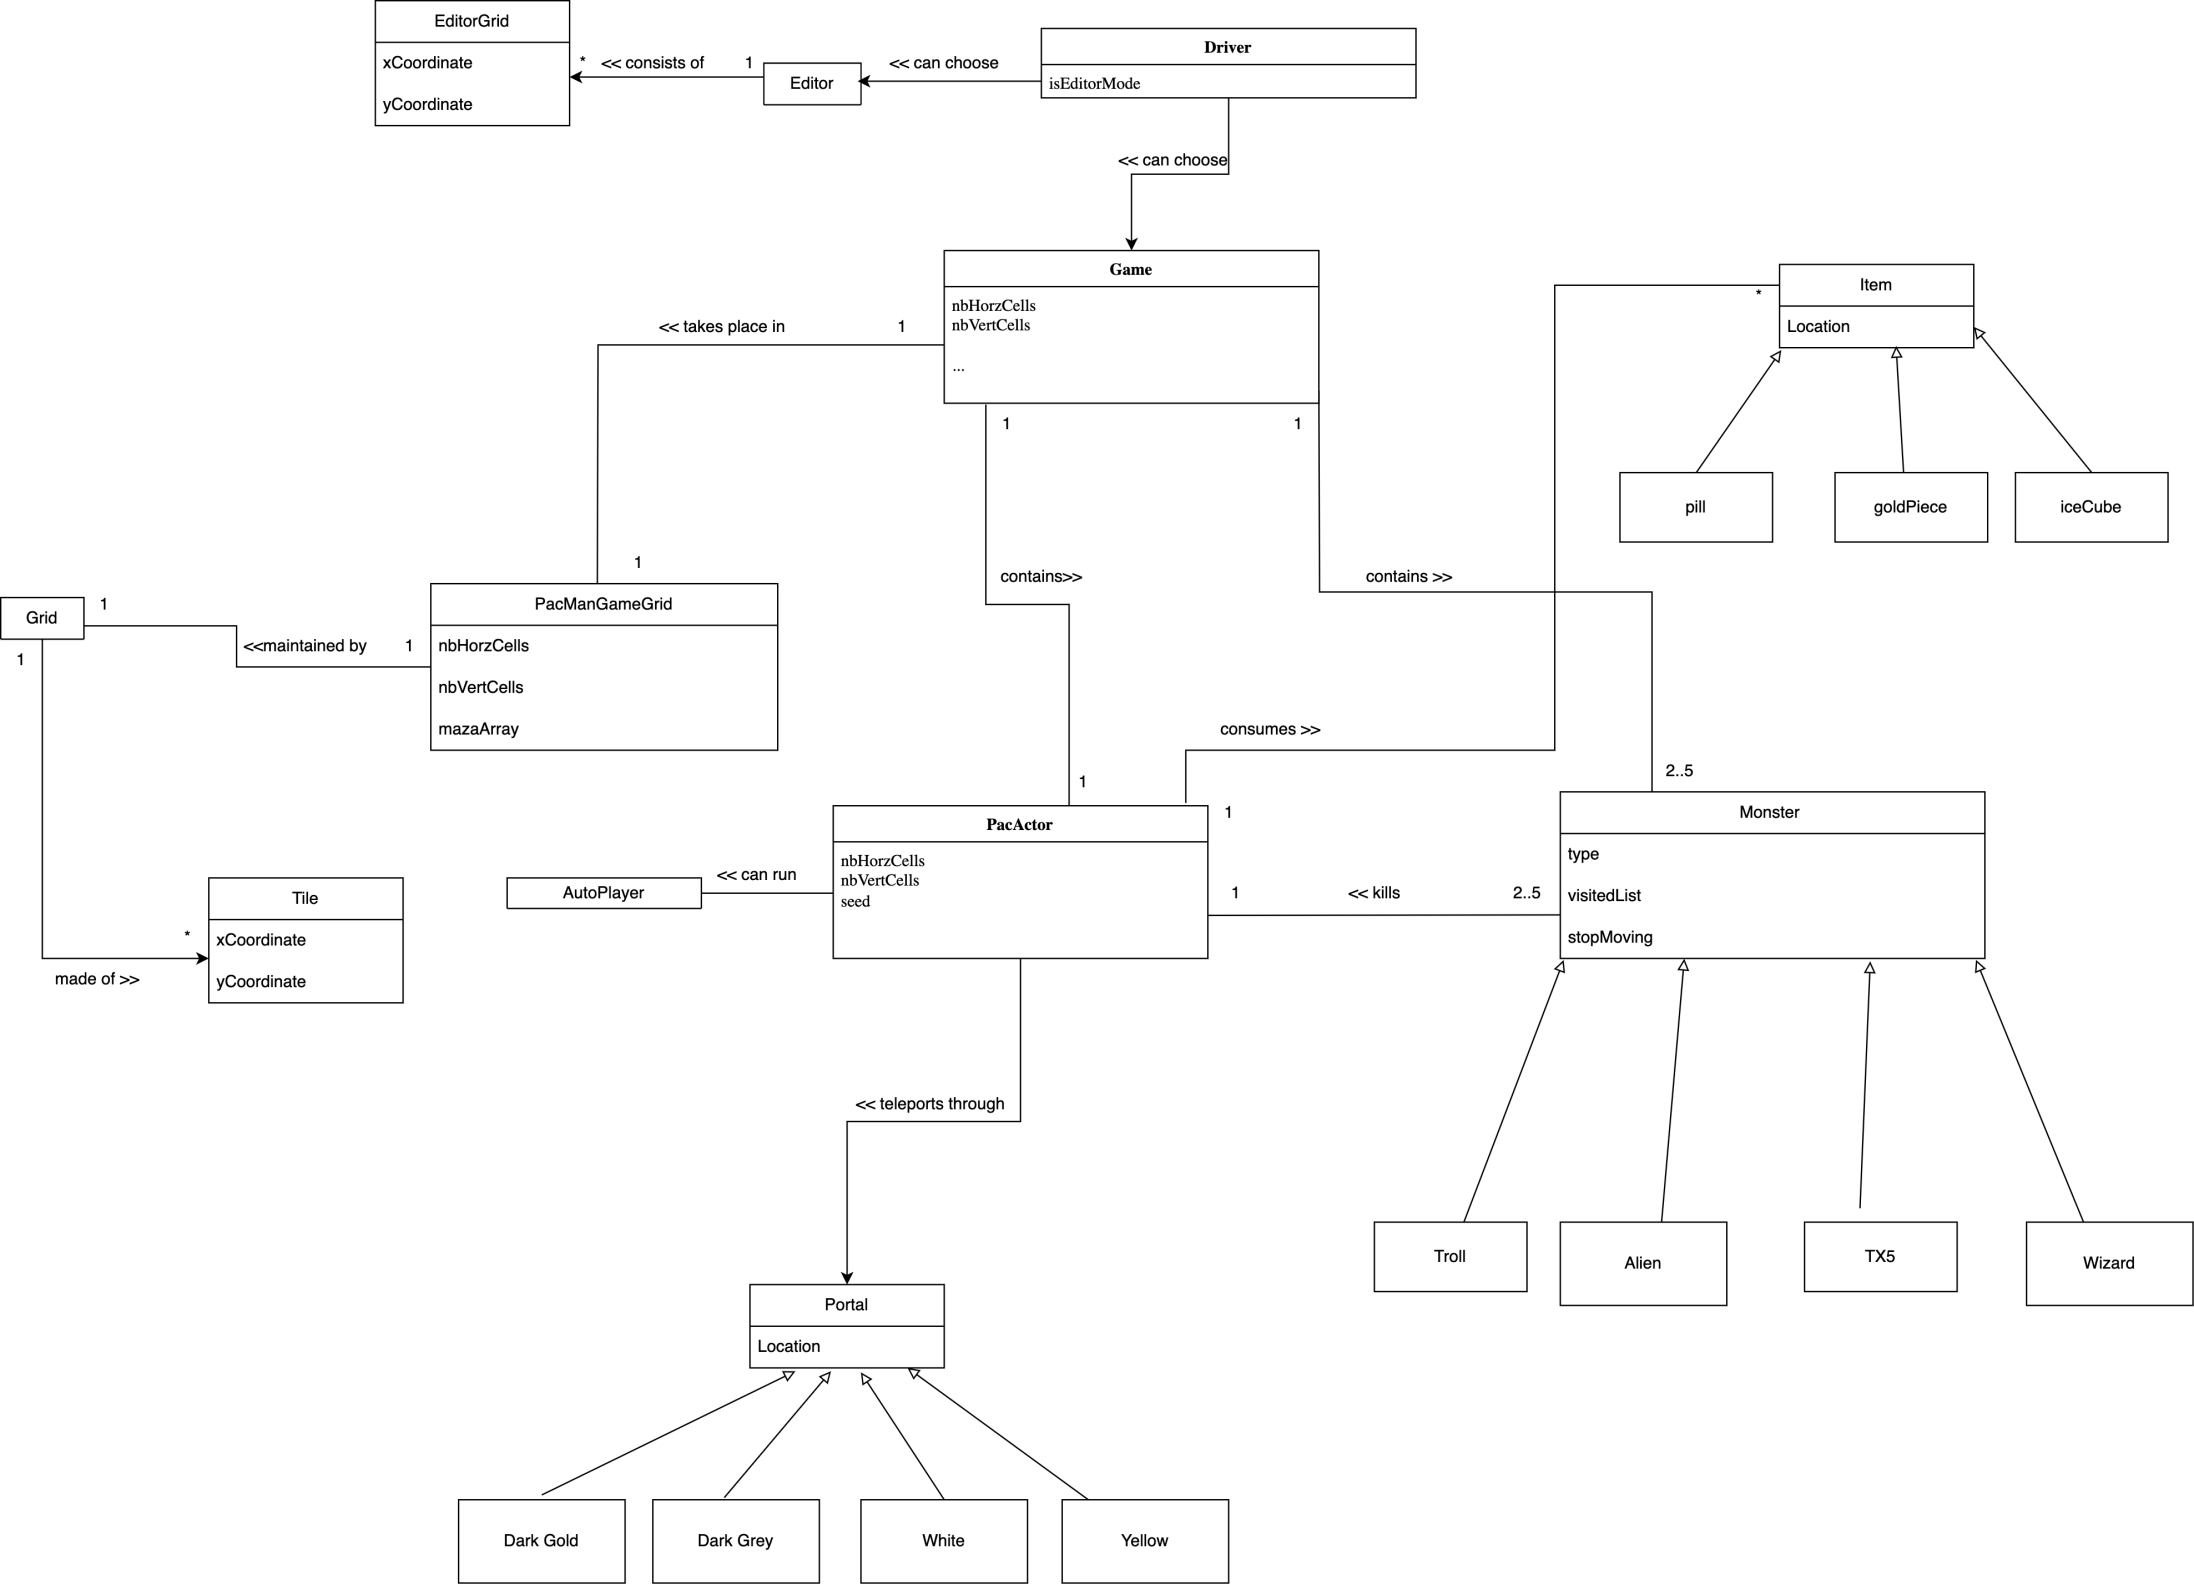 EditorGrid
xCoordinate
yCoordinate
*
<< consists of
1
Editor
<< can choose
Driver
isEditorMode
<< can choose
Game
nbHorzCells
nbVertCells
...
<< takes place in
1
1
1
1
Item
Location
*
pill
goldPiece
iceCube
contains>>
contains >>
Grid
1
1
<<maintained by
1
PacManGameGrid
nbHorzCells
nbVertCells
mazaArray
consumes >>
1
1
2..5
PacActor
nbHorzCells
nbVertCells
seed
AutoPlayer
<< can run
1
<< kills
2..5
Monster
type
visitedList
stopMoving
Tile
xCoordinate
yCoordinate
*
made of >>
<< teleports through
Troll
Alien
TX5
Wizard
Portal
Location
Dark Gold
Dark Grey
White
Yellow